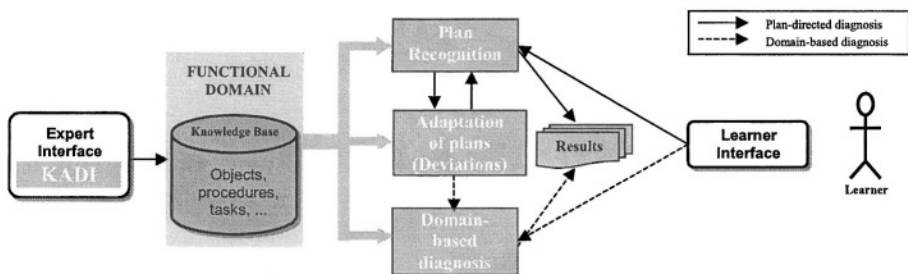 Plan
Recognition
Plan-directed diagnosis
Domain-based diagnosis
FUNCTIONAL
DOMAIN
Knowledge Base
Objects,
procedures,
tasks, ...
Expert
Interface
KADI
Adaptation
of plans
(Deviations)
Results
Learner
Interface
Learner
Domain-
based
diagnosis